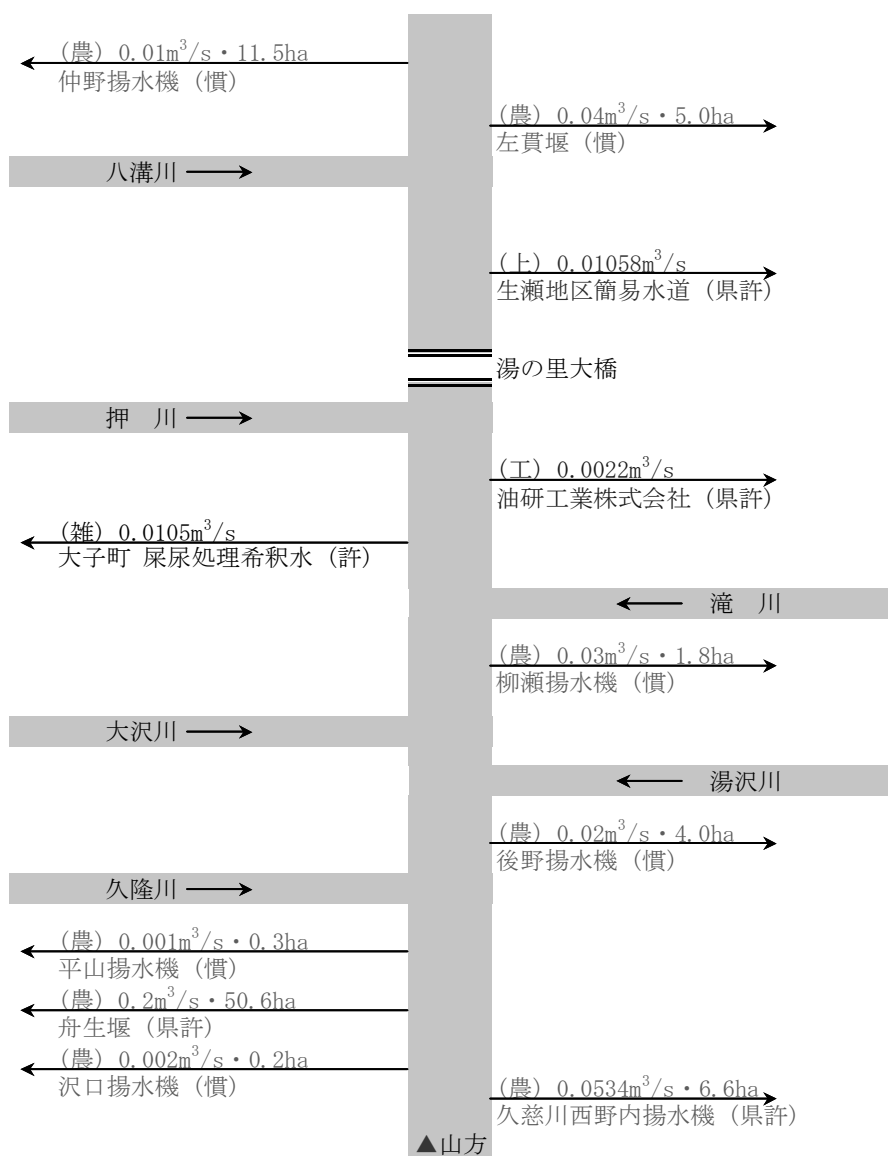 (農) 0.01m³/s・11.5ha
仲野揚水機 (慣)
(農) 0.04m³/s・5.0ha
左貫堰 (慣)
八溝川
(上) 0.01058m³/s
生瀬地区簡易水道 (県許)
湯の里大橋
押　川
(工) 0.0022m³/s
油研工業株式会社 (県許)
(雑) 0.0105m³/s
大子町 屎尿処理希釈水 (許)
滝　川
(農) 0.03m³/s・1.8ha
柳瀬揚水機 (慣)
大沢川
湯沢川
(農) 0.02m³/s・4.0ha
後野揚水機 (慣)
久隆川
(農) 0.001m³/s・0.3ha
平山揚水機 (慣)
(農) 0.2m³/s・50.6ha
舟生堰 (県許)
(農) 0.002m³/s・0.2ha
沢口揚水機 (慣)
(農) 0.0534m³/s・6.6ha
久慈川西野内揚水機 (県許)
▲山方